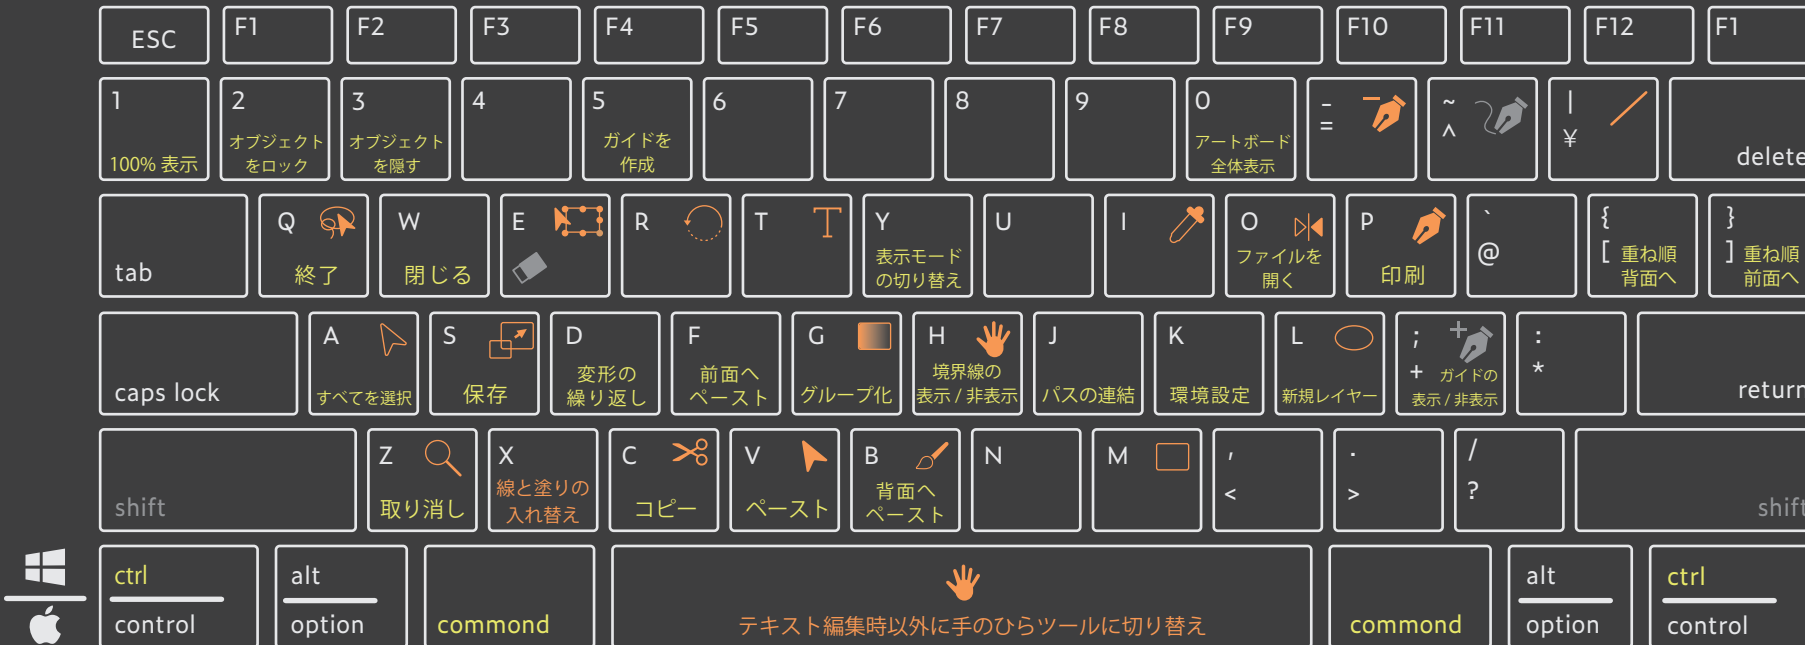 ESC F1 F2 F3 F4 F5 F6 F7 F8 F9 F10 F11 F12 F1
1 100% 表示
2 オブジェクト
をロック
3 オブジェクト
を隠す
4
5 ガイドを
作成
6
7
8
9
0 アートボード
全体表示
-
=
~
^
|
¥
delete
tab
Q 終了
W 閉じる
E
R
T
Y 表示モード
の切り替え
U
I
O ファイルを
開く
P 印刷
`
@
{
[ 重ね順
背面へ
}
] 重ね順
前面へ
caps lock
A すべてを選択
S 保存
D 変形の
繰り返し
F 前面へ
ペースト
G グループ化
H 境界線の
表示 / 非表示
J パスの連結
K 環境設定
L 新規レイヤー
;
+ ガイドの
表示 / 非表示
:
*
return
shift
Z 取り消し
X 線と塗りの
入れ替え
C コピー
V ペースト
B 背面へ
ペースト
N
M
,
<
.
>
/
?
shift
ctrl
control
alt
option
commond
テキスト編集時以外に手のひらツールに切り替え
commond
alt
option
ctrl
control